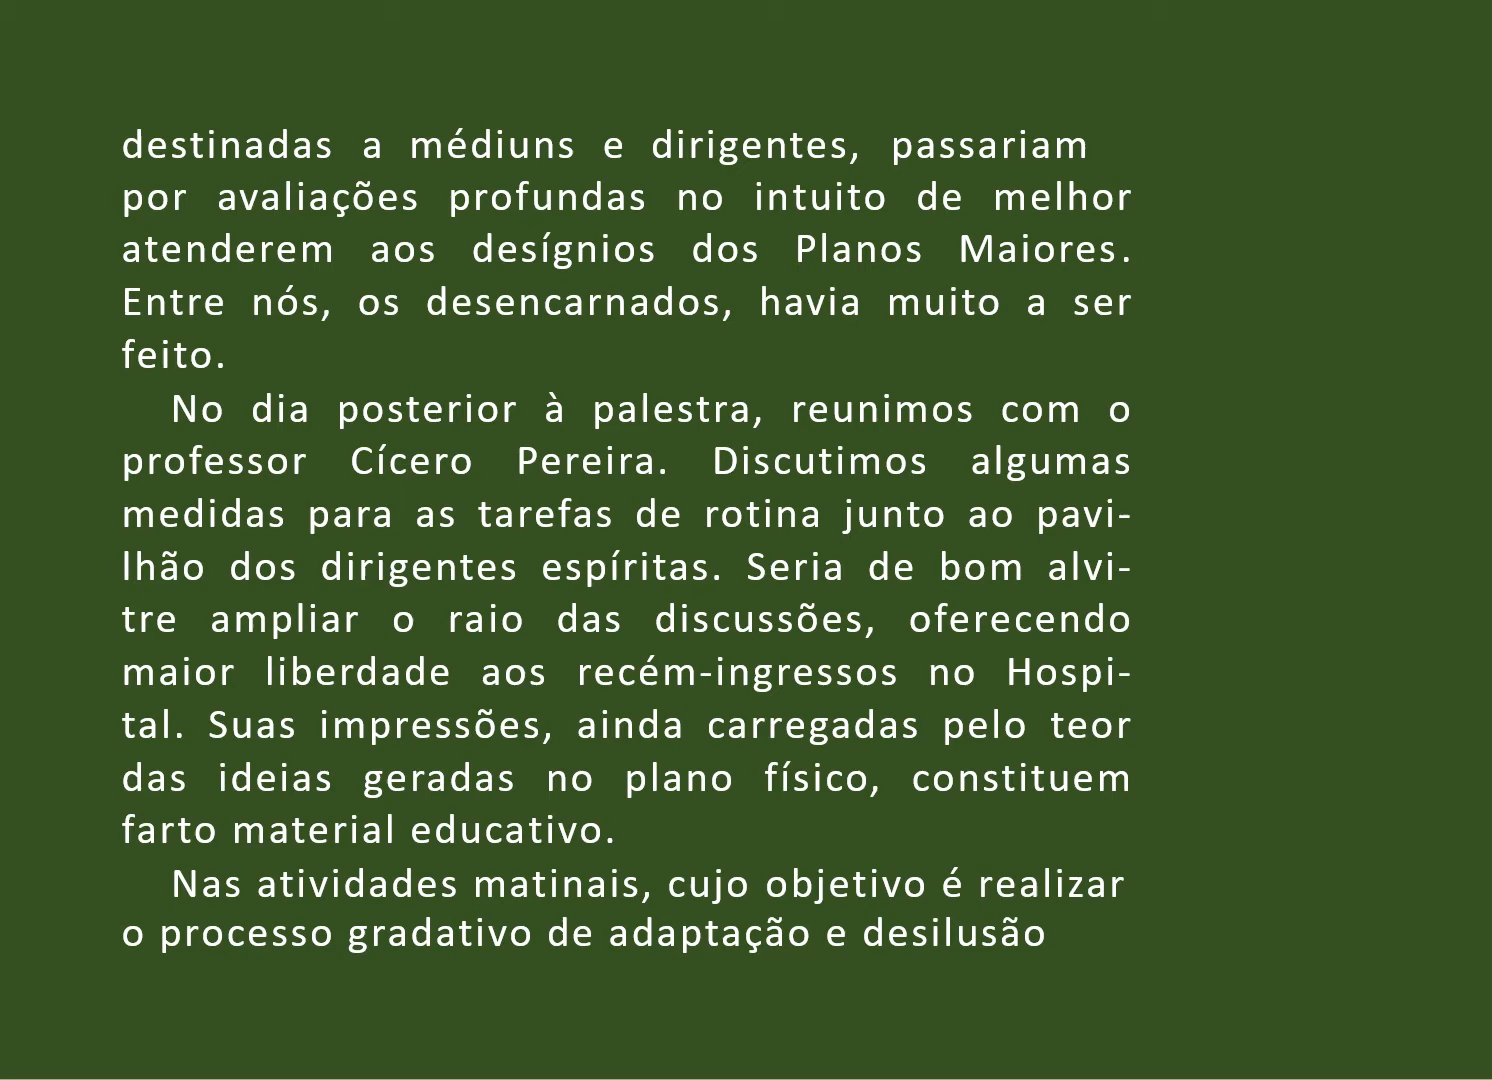 destinadas a médiuns e dirigentes, passariam
por avaliações profundas no intuito de melhor
atenderem aos desígnios dos Planos Maiores.
Entre nós, os desencarnados, havia muito a ser
feito.
No dia posterior à palestra, reunimos com o
professor Cícero Pereira. Discutimos algumas
medidas para as tarefas de rotina junto ao pavi-
lhão dos dirigentes espíritas. Seria de bom alvi-
tre ampliar o raio das discussões, oferecendo
maior liberdade aos recém-ingressos no Hospi-
tal. Suas impressões, ainda carregadas pelo teor
das ideias geradas no plano físico, constituem
farto material educativo.
Nas atividades matinais, cujo objetivo é realizar
o processo gradativo de adaptação e desilusão